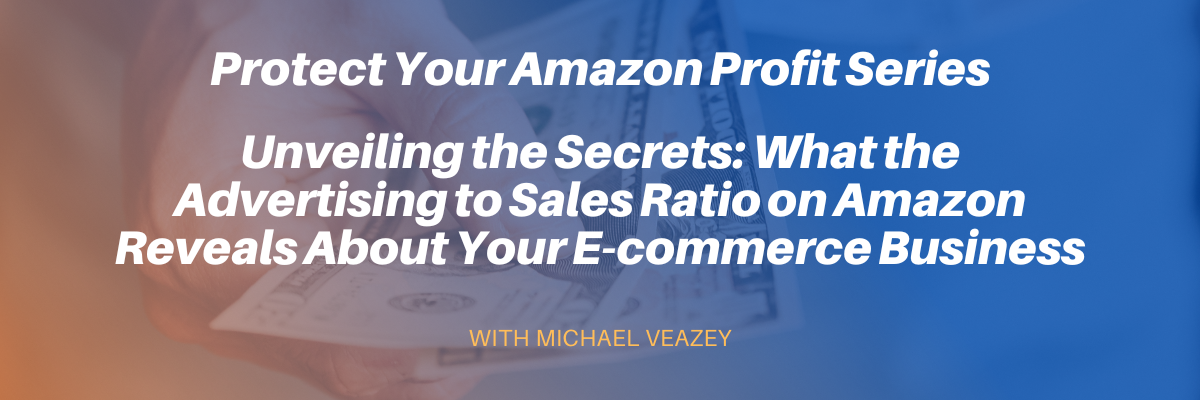 Protect Your Amazon Profit Series
Unveiling the Secrets: What the
Advertising to Sales Ratio on Amazon
Reveals About Your E-commerce Business
WITH MICHAEL VEAZEY